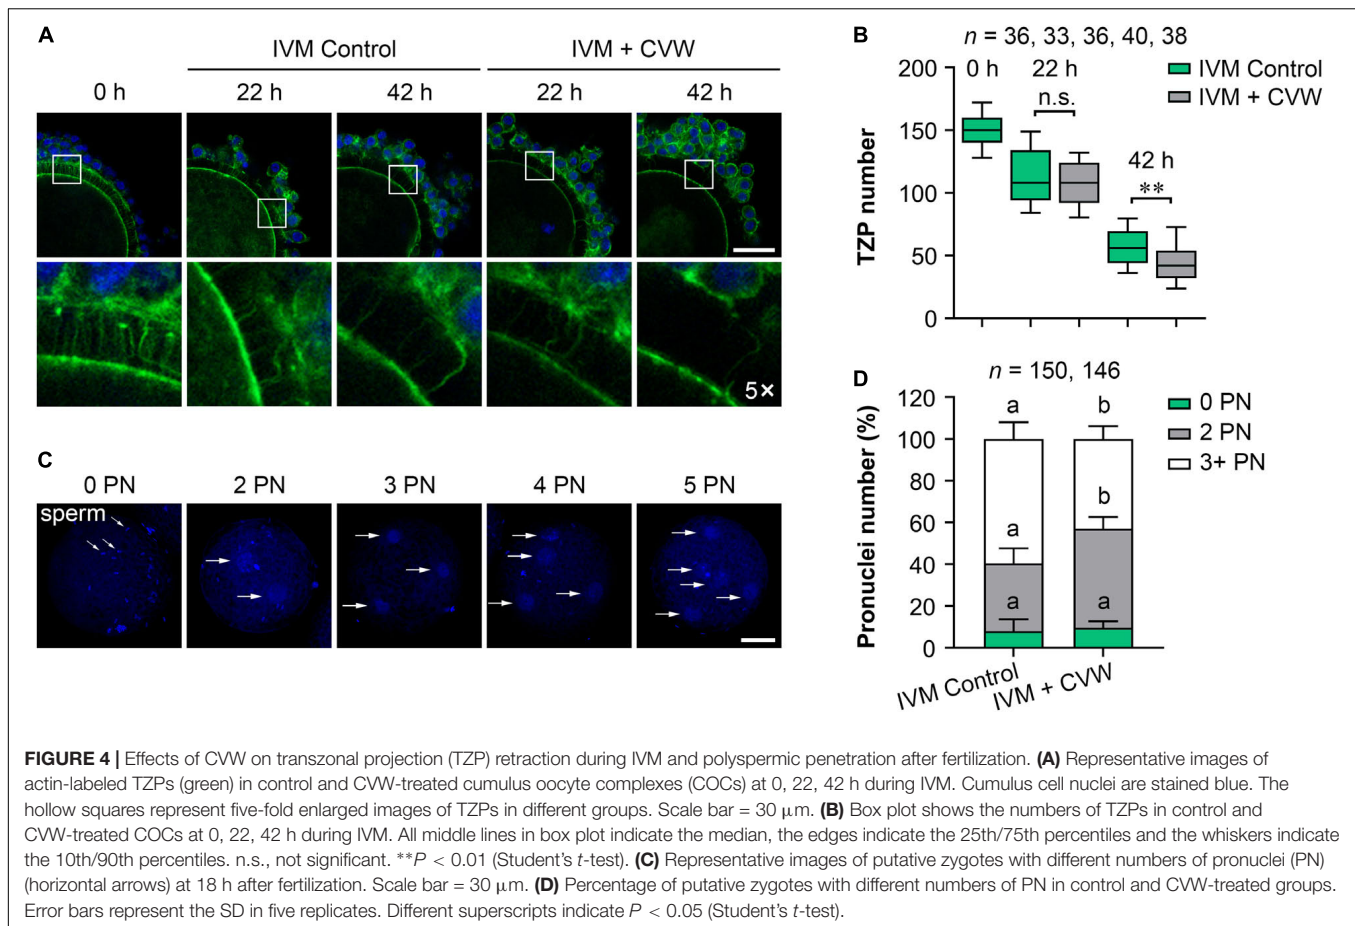 A
IVM Control
IVM + CVW
0 h
22 h
42 h
22 h
42 h
5×
B
n = 36, 33, 36, 40, 38
TZP number
200
150
100
50
0
0 h
22 h
n.s.
42 h
**
IVM Control
IVM + CVW
C
0 PN
2 PN
3 PN
4 PN
5 PN
sperm
D
n = 150, 146
Pronuclei number (%)
120
100
80
60
40
20
0
a
b
a
b
a
a
IVM Control
IVM + CVW
0 PN
2 PN
3+ PN
FIGURE 4 | Effects of CVW on transzonal projection (TZP) retraction during IVM and polyspermic penetration after fertilization. (A) Representative images of
actin-labeled TZPs (green) in control and CVW-treated cumulus oocyte complexes (COCs) at 0, 22, 42 h during IVM. Cumulus cell nuclei are stained blue. The
hollow squares represent five-fold enlarged images of TZPs in different groups. Scale bar = 30 μm. (B) Box plot shows the numbers of TZPs in control and
CVW-treated COCs at 0, 22, 42 h during IVM. All middle lines in box plot indicate the median, the edges indicate the 25th/75th percentiles and the whiskers indicate
the 10th/90th percentiles. n.s., not significant. **P < 0.01 (Student's t-test). (C) Representative images of putative zygotes with different numbers of pronuclei (PN)
(horizontal arrows) at 18 h after fertilization. Scale bar = 30 μm. (D) Percentage of putative zygotes with different numbers of PN in control and CVW-treated groups.
Error bars represent the SD in five replicates. Different superscripts indicate P < 0.05 (Student's t-test).